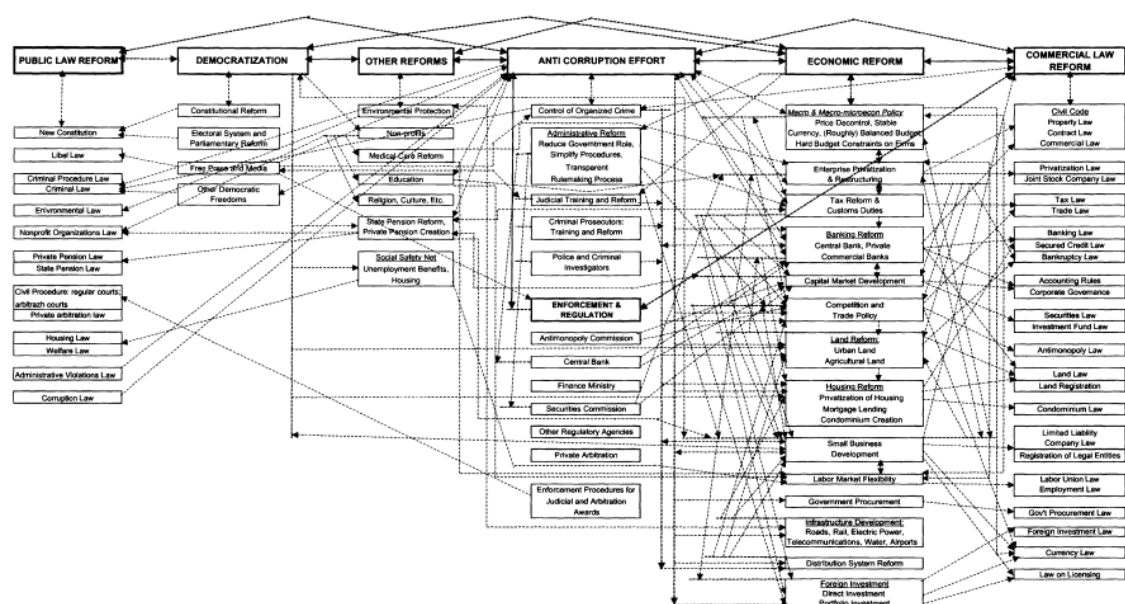 PUBLIC LAW REFORM
New Constitution
Libel Law
Criminal Procedure Law
Criminal Law
Environmental Law
Nonprofit Organizations Law
Private Pension Law
State Pension Law
Civil Procedure: regular courts;
arbitrazh courts
Private arbitration law
Housing Law
Welfare Law
Administrative Violations Law
Corruption Law
DEMOCRATIZATION
Constitutional Reform
Electoral System and
Parliamentary Reform
Free Press and Media
Other Democratic
Freedoms
OTHER REFORMS
Environmental Protection
Non-profits
Medical Care Reform
Education
Religion, Culture, Etc.
State Pension Reform,
Private Pension Creation
Social Safety Net
Unemployment Benefits,
Housing
ANTI CORRUPTION EFFORT
Control of Organized Crime
Administrative Reform
Reduce Government Role,
Simplify Procedures,
Transparent
Rulemaking Process
Judicial Training and Reform
Criminal Prosecutors:
Training and Reform
Police and Criminal
Investigators
ENFORCEMENT &
REGULATION
Antimonopoly Commission
Central Bank
Finance Ministry
Securities Commission
Other Regulatory Agencies
Private Arbitration
Enforcement Procedures for
Judicial and Arbitration
Awards
ECONOMIC REFORM
Macro & Macro-microecon Policy
Price Decontrol, Stable
Currency, (Roughly) Balanced Budget,
Hard Budget Constraints on Firms
Enterprise Privatization
& Restructuring
Tax Reform &
Customs Duties
Banking Reform
Central Bank, Private
Commercial Banks
Capital Market Development
Competition and
Trade Policy
Land Reform:
Urban Land
Agricultural Land
Housing Reform
Privatization of Housing
Mortgage Lending
Condominium Creation
Small Business
Development
Labor Market Flexibility
Government Procurement
Infrastructure Development:
Roads, Rail, Electric Power,
Telecommunications, Water, Airports
Distribution System Reform
Foreign Investment
Direct Investment
Portfolio Investment
COMMERCIAL LAW
REFORM
Civil Code
Property Law
Contract Law
Commercial Law
Privatization Law
Joint Stock Company Law
Tax Law
Trade Law
Banking Law
Secured Credit Law
Bankruptcy Law
Accounting Rules
Corporate Governance
Securities Law
Investment Fund Law
Antimonopoly Law
Land Law
Land Registration
Condominium Law
Limited Liability
Company Law
Registration of Legal Entities
Labor Union Law
Employment Law
Gov't Procurement Law
Foreign Investment Law
Currency Law
Law on Licensing